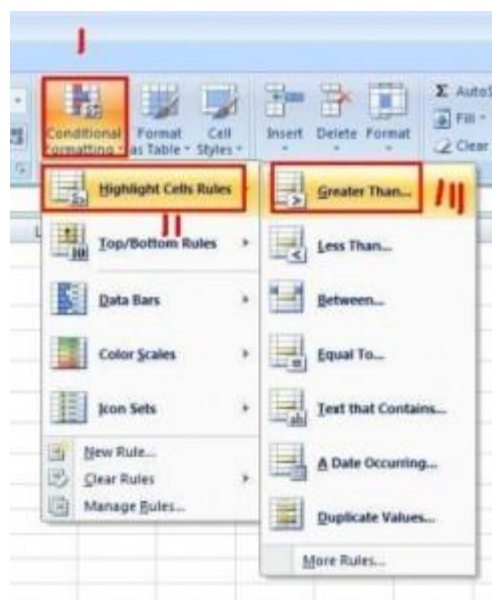 I
Conditional Formatting
Format as Table
Cell Styles
Insert
Delete
Format
Σ Auto
Fill
Clear
Highlight Cells Rules
II
Top/Bottom Rules
Data Bars
Color Scales
Icon Sets
New Rule...
Clear Rules
Manage Rules...
Greater Than...
III
Less Than...
Between...
Equal To...
Text that Contains...
A Date Occurring...
Duplicate Values...
More Rules...